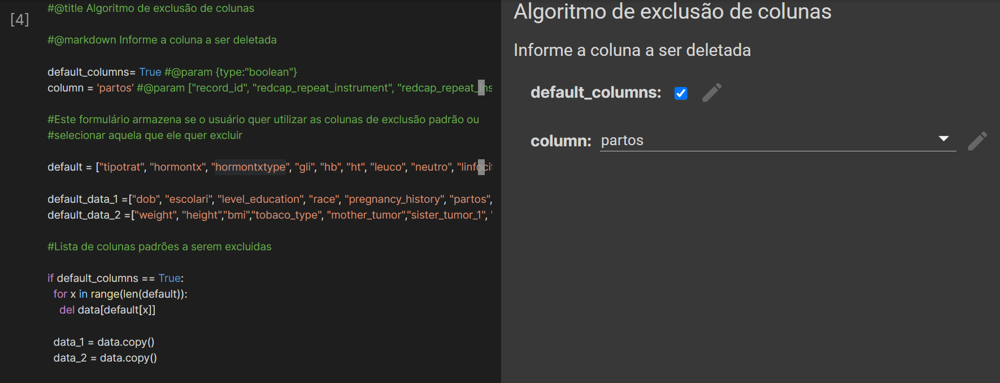 [4]
#@title Algoritmo de exclusão de colunas
#@markdown Informe a coluna a ser deletada
default_columns= True #@param {type:"boolean"}
column = 'partos' #@param ["record_id", "redcap_repeat_instrument", "redcap_repeat_ins
#Este formulário armazena se o usuário quer utilizar as colunas de exclusão padrão ou
#selecionar aquela que ele quer excluir
default = ["tipotrat", "hormontx", "hormontxtype", "gli", "hb", "ht", "leuco", "neutro", "linfocit
default_data_1 =["dob", "escolari", "level_education", "race", "pregnancy_history", "partos",
default_data_2 =["weight", "height","bmi","tobaco_type", "mother_tumor","sister_tumor_1", "
#Lista de colunas padrões a serem excluidas
if default_columns == True:
for x in range(len(default)):
del data[default[x]]
data_1 = data.copy()
data_2 = data.copy()
Algoritmo de exclusão de colunas
Informe a coluna a ser deletada
default_columns:
column: partos